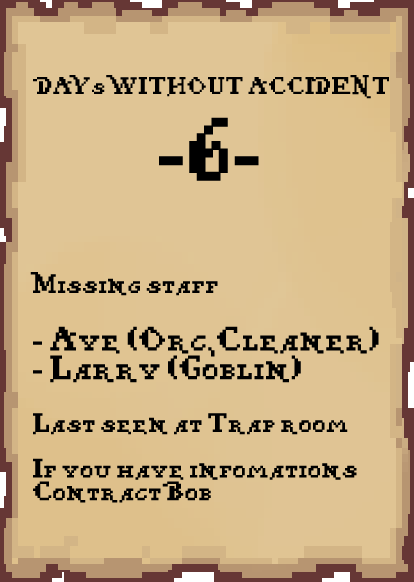 DAYs WITHOUT ACCIDENT
-6-
Missing staff
- Aye (Orc,Cleaner)
- Larry (Goblin)
Last seen at Trap room
If you have infomations
Contract Bob